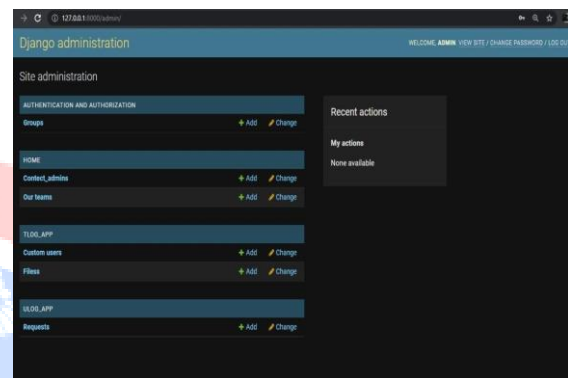 127.0.0.1:8000/admin/
Django administration
WELCOME, ADMIN VIEW SITE / CHANGE PASSWORD / LOG OU
Site administration
AUTHENTICATION AND AUTHORIZATION
Groups + Add Change
HOME
Contect_admins + Add Change
Our teams + Add Change
TLOG_APP
Custom users + Add Change
Filess + Add Change
ULOG_APP
Requests + Add Change
Recent actions
My actions
None available